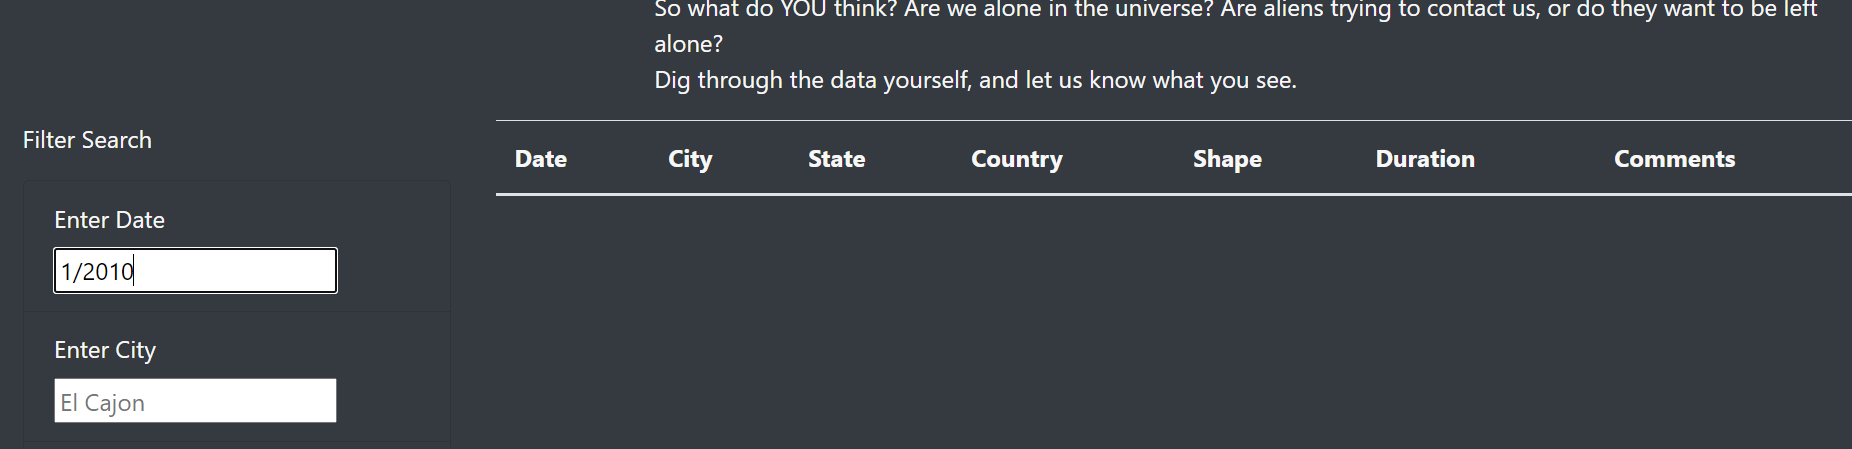 So what do YOU think? Are we alone in the universe? Are aliens trying to contact us, or do they want to be left
alone?
Dig through the data yourself, and let us know what you see.
Filter Search
Date City State Country Shape Duration Comments
Enter Date
1/2010
Enter City
El Cajon